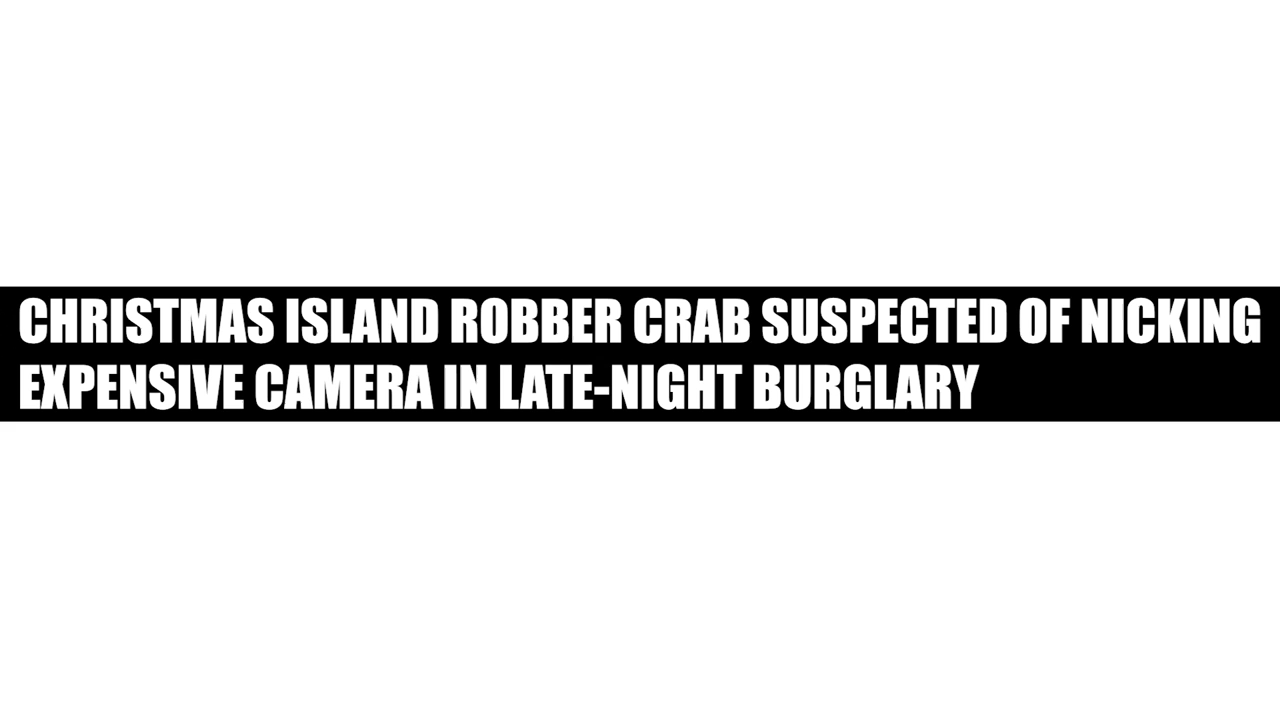 CHRISTMAS ISLAND ROBBER CRAB SUSPECTED OF NICKING
EXPENSIVE CAMERA IN LATE-NIGHT BURGLARY